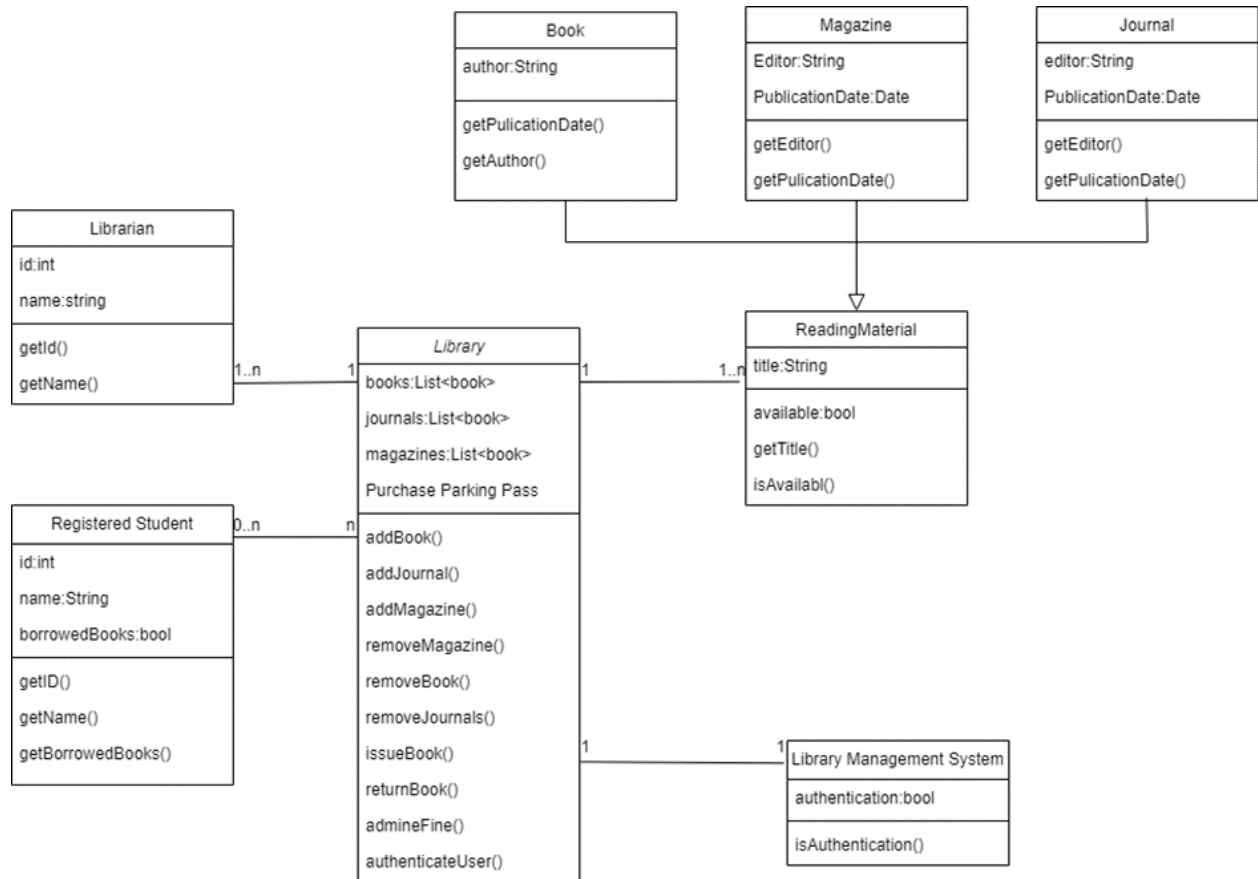 Book
author:String
getPulicationDate()
getAuthor()
Magazine
Editor:String
PublicationDate:Date
getEditor()
getPulicationDate()
Journal
editor:String
PublicationDate:Date
getEditor()
getPulicationDate()
Librarian
id:int
name:string
getId()
getName()
1..n
1
Library
books:List<book>
journals:List<book>
magazines:List<book>
Purchase Parking Pass
addBook()
addJournal()
addMagazine()
removeMagazine()
removeBook()
removeJournals()
issueBook()
returnBook()
admineFine()
authenticateUser()
1
1..n
ReadingMaterial
title:String
available:bool
getTitle()
isAvailabl()
Registered Student
id:int
name:String
borrowedBooks:bool
getID()
getName()
getBorrowedBooks()
0..n
n
1
1
Library Management System
authentication:bool
isAuthentication()